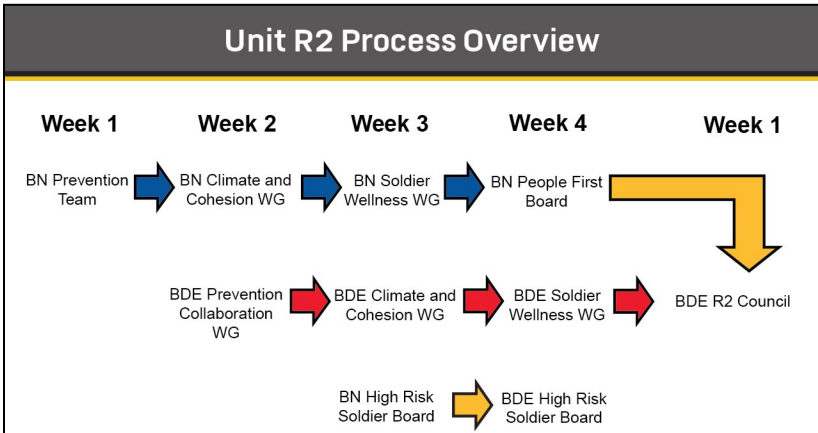 Unit R2 Process Overview
Week 1
Week 2
Week 3
Week 4
Week 1
BN Prevention
Team
BN Climate and
Cohesion WG
BN Soldier
Wellness WG
BN People First
Board
BDE Prevention
Collaboration
WG
BDE Climate and
Cohesion WG
BDE Soldier
Wellness WG
BDE R2 Council
BN High Risk
Soldier Board
BDE High Risk
Soldier Board